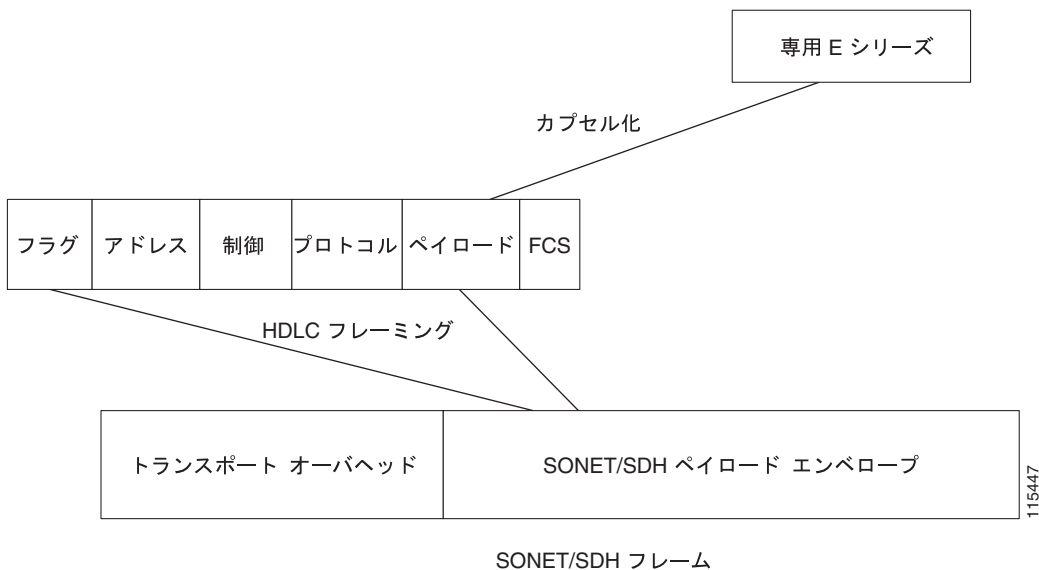 専用 E シリーズ
カプセル化
フラグ アドレス 制御 プロトコル ペイロード FCS
HDLC フレーミング
トランスポート オーバヘッド SONET/SDH ペイロード エンベロープ
115447
SONET/SDH フレーム